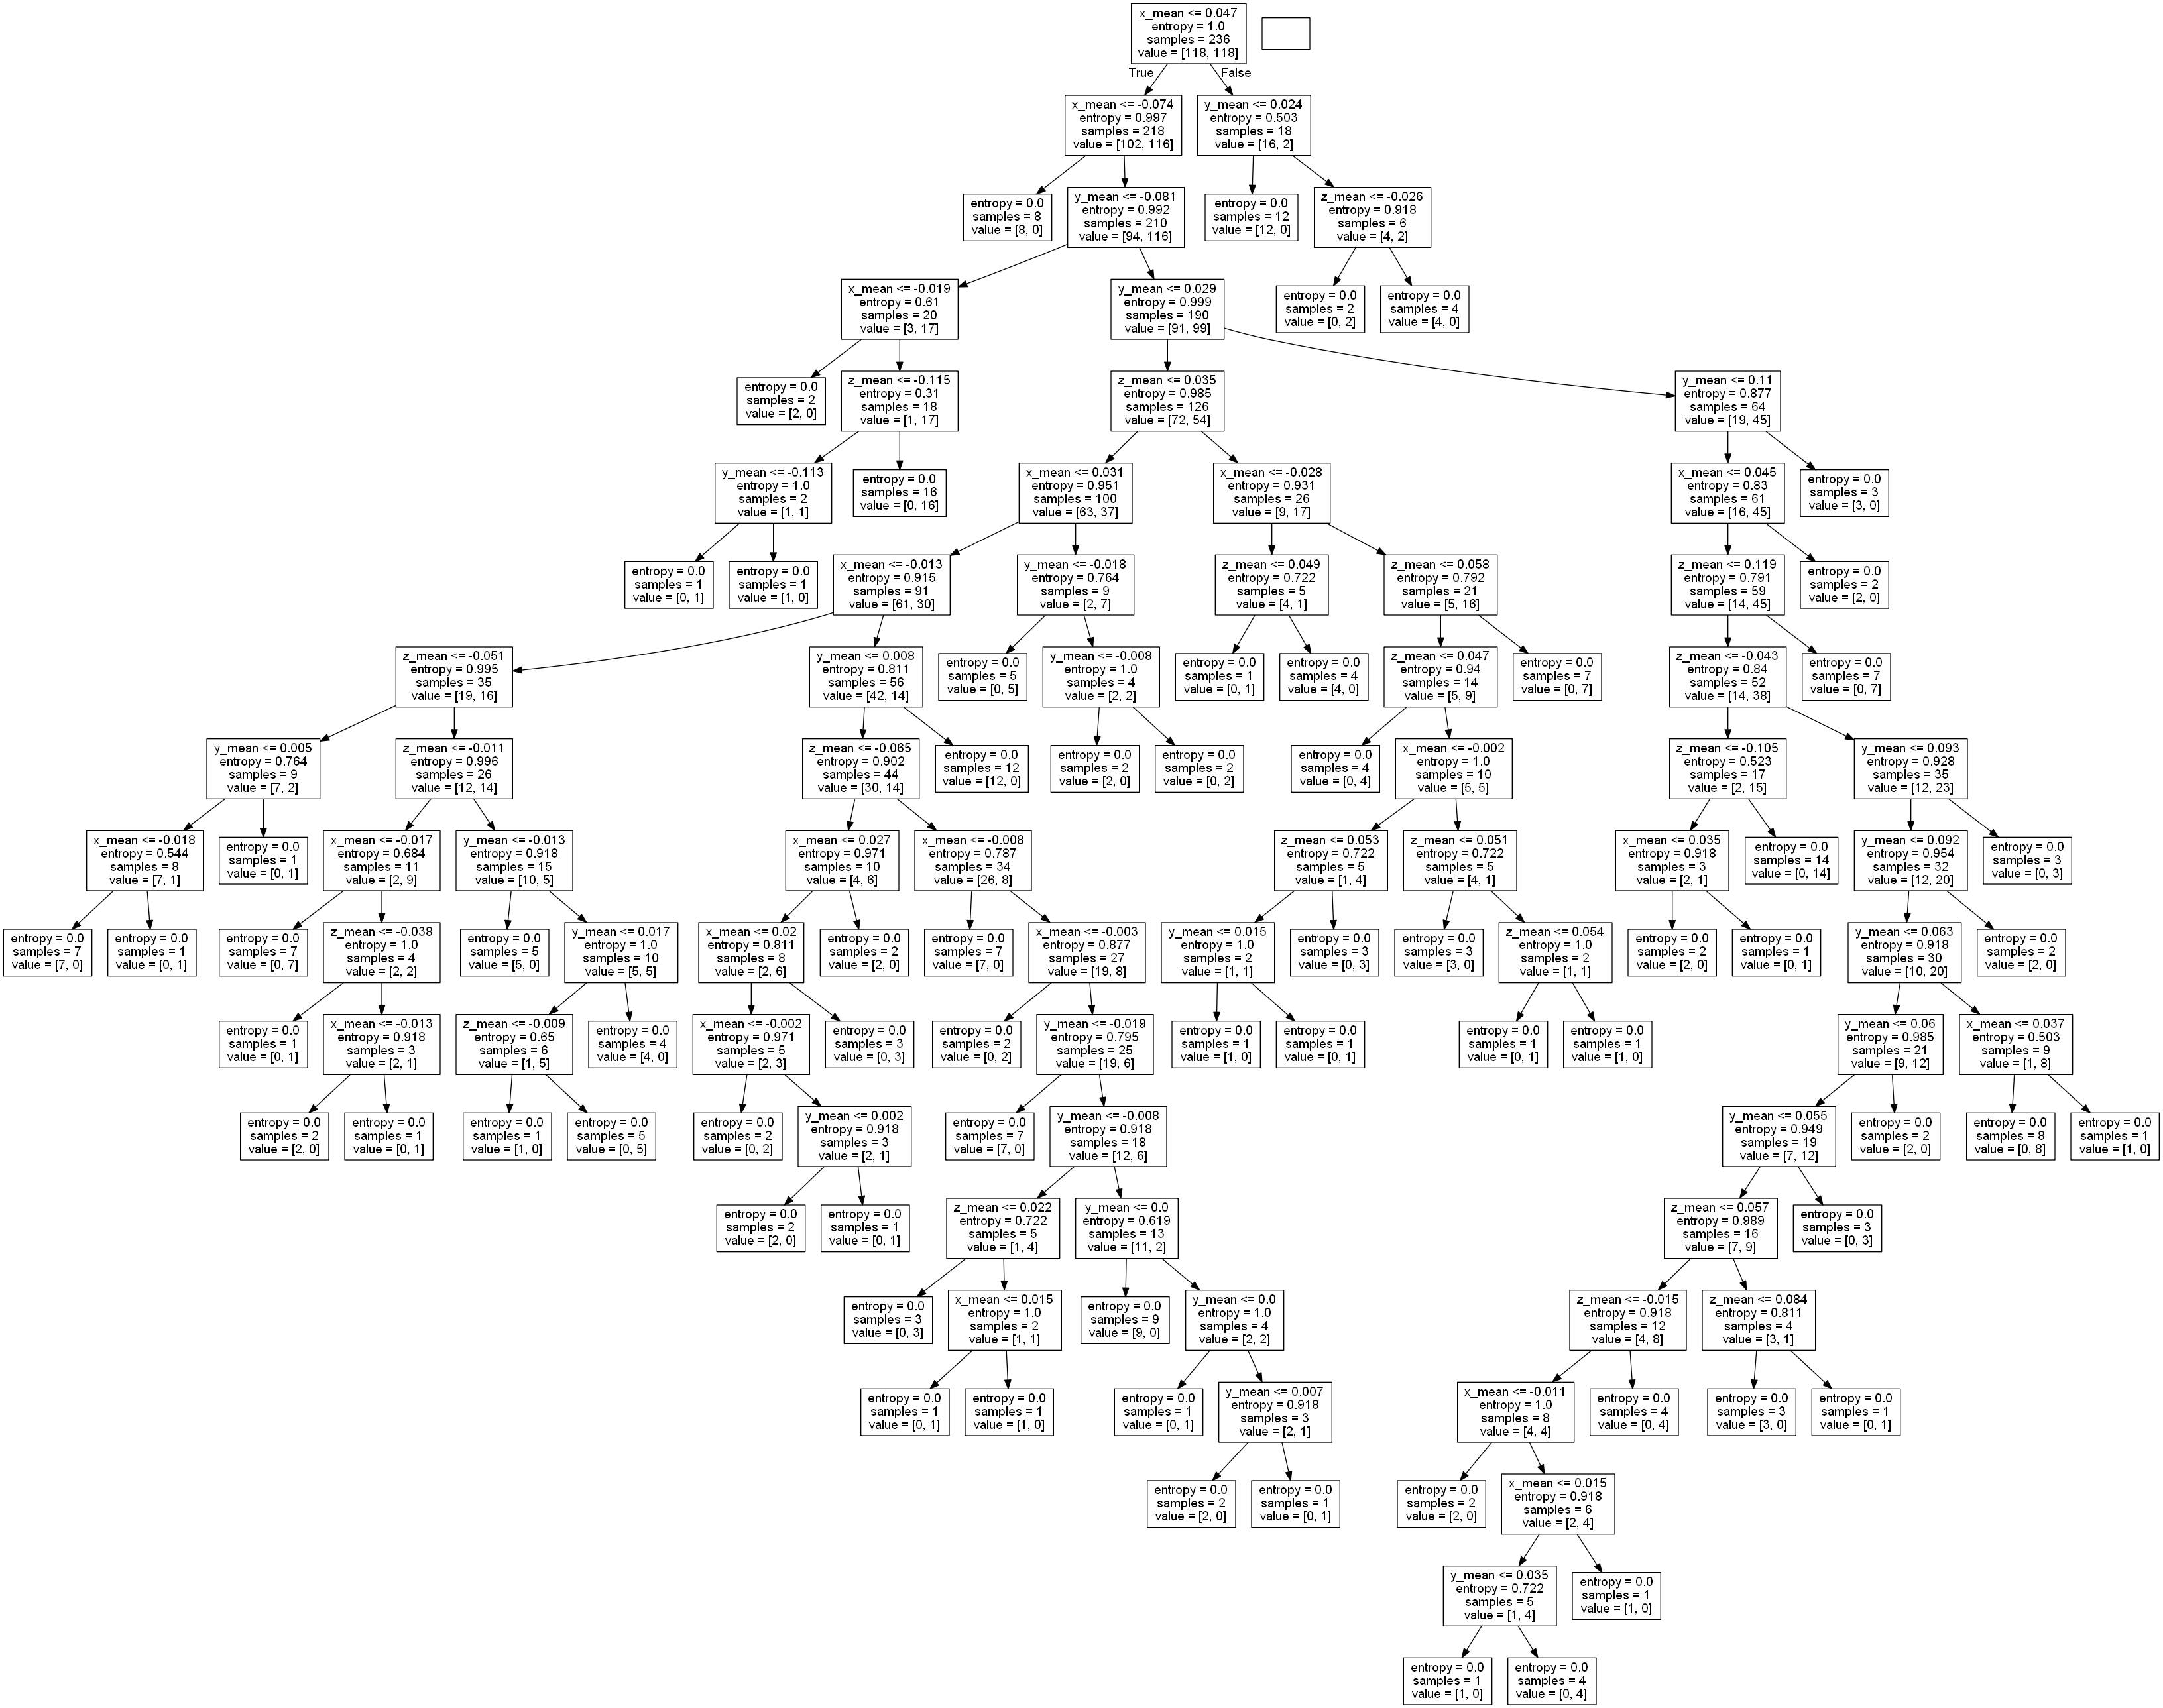 x_mean <= 0.047
entropy = 1.0
samples = 236
value = [118, 118]
True
False
x_mean <= -0.074
entropy = 0.997
samples = 218
value = [102, 116]
y_mean <= 0.024
entropy = 0.503
samples = 18
value = [16, 2]
entropy = 0.0
samples = 8
value = [8, 0]
y_mean <= -0.081
entropy = 0.992
samples = 210
value = [94, 116]
entropy = 0.0
samples = 12
value = [12, 0]
z_mean <= -0.026
entropy = 0.918
samples = 6
value = [4, 2]
x_mean <= -0.019
entropy = 0.61
samples = 20
value = [3, 17]
y_mean <= 0.029
entropy = 0.999
samples = 190
value = [91, 99]
entropy = 0.0
samples = 2
value = [0, 2]
entropy = 0.0
samples = 4
value = [4, 0]
entropy = 0.0
samples = 2
value = [2, 0]
z_mean <= -0.115
entropy = 0.31
samples = 18
value = [1, 17]
z_mean <= 0.035
entropy = 0.985
samples = 126
value = [72, 54]
y_mean <= 0.11
entropy = 0.877
samples = 64
value = [19, 45]
y_mean <= -0.113
entropy = 1.0
samples = 2
value = [1, 1]
entropy = 0.0
samples = 16
value = [0, 16]
x_mean <= 0.031
entropy = 0.951
samples = 100
value = [63, 37]
x_mean <= -0.028
entropy = 0.931
samples = 26
value = [9, 17]
x_mean <= 0.045
entropy = 0.83
samples = 61
value = [16, 45]
entropy = 0.0
samples = 3
value = [3, 0]
entropy = 0.0
samples = 1
value = [0, 1]
entropy = 0.0
samples = 1
value = [1, 0]
x_mean <= -0.013
entropy = 0.915
samples = 91
value = [61, 30]
y_mean <= -0.018
entropy = 0.764
samples = 9
value = [2, 7]
z_mean <= 0.049
entropy = 0.722
samples = 5
value = [4, 1]
z_mean <= 0.058
entropy = 0.792
samples = 21
value = [5, 16]
z_mean <= 0.119
entropy = 0.791
samples = 59
value = [14, 45]
entropy = 0.0
samples = 2
value = [2, 0]
z_mean <= -0.051
entropy = 0.995
samples = 35
value = [19, 16]
y_mean <= 0.008
entropy = 0.811
samples = 56
value = [42, 14]
entropy = 0.0
samples = 5
value = [0, 5]
y_mean <= -0.008
entropy = 1.0
samples = 4
value = [2, 2]
entropy = 0.0
samples = 1
value = [0, 1]
entropy = 0.0
samples = 4
value = [4, 0]
z_mean <= 0.047
entropy = 0.94
samples = 14
value = [5, 9]
entropy = 0.0
samples = 7
value = [0, 7]
z_mean <= -0.043
entropy = 0.84
samples = 52
value = [14, 38]
entropy = 0.0
samples = 7
value = [0, 7]
y_mean <= 0.005
entropy = 0.764
samples = 9
value = [7, 2]
z_mean <= -0.011
entropy = 0.996
samples = 26
value = [12, 14]
z_mean <= -0.065
entropy = 0.902
samples = 44
value = [30, 14]
entropy = 0.0
samples = 12
value = [12, 0]
entropy = 0.0
samples = 2
value = [2, 0]
entropy = 0.0
samples = 2
value = [0, 2]
entropy = 0.0
samples = 4
value = [0, 4]
x_mean <= -0.002
entropy = 1.0
samples = 10
value = [5, 5]
z_mean <= -0.105
entropy = 0.523
samples = 17
value = [2, 15]
y_mean <= 0.093
entropy = 0.928
samples = 35
value = [12, 23]
x_mean <= -0.018
entropy = 0.544
samples = 8
value = [7, 1]
entropy = 0.0
samples = 1
value = [0, 1]
x_mean <= -0.017
entropy = 0.684
samples = 11
value = [2, 9]
y_mean <= -0.013
entropy = 0.918
samples = 15
value = [10, 5]
x_mean <= 0.027
entropy = 0.971
samples = 10
value = [4, 6]
x_mean <= -0.008
entropy = 0.787
samples = 34
value = [26, 8]
z_mean <= 0.053
entropy = 0.722
samples = 5
value = [1, 4]
z_mean <= 0.051
entropy = 0.722
samples = 5
value = [4, 1]
x_mean <= 0.035
entropy = 0.918
samples = 3
value = [2, 1]
entropy = 0.0
samples = 14
value = [0, 14]
y_mean <= 0.092
entropy = 0.954
samples = 32
value = [12, 20]
entropy = 0.0
samples = 3
value = [0, 3]
entropy = 0.0
samples = 7
value = [7, 0]
entropy = 0.0
samples = 1
value = [0, 1]
entropy = 0.0
samples = 7
value = [0, 7]
z_mean <= -0.038
entropy = 1.0
samples = 4
value = [2, 2]
entropy = 0.0
samples = 5
value = [5, 0]
y_mean <= 0.017
entropy = 1.0
samples = 10
value = [5, 5]
x_mean <= 0.02
entropy = 0.811
samples = 8
value = [2, 6]
entropy = 0.0
samples = 2
value = [2, 0]
entropy = 0.0
samples = 7
value = [7, 0]
x_mean <= -0.003
entropy = 0.877
samples = 27
value = [19, 8]
y_mean <= 0.015
entropy = 1.0
samples = 2
value = [1, 1]
entropy = 0.0
samples = 3
value = [0, 3]
entropy = 0.0
samples = 3
value = [3, 0]
z_mean <= 0.054
entropy = 1.0
samples = 2
value = [1, 1]
entropy = 0.0
samples = 2
value = [2, 0]
entropy = 0.0
samples = 1
value = [0, 1]
y_mean <= 0.063
entropy = 0.918
samples = 30
value = [10, 20]
entropy = 0.0
samples = 2
value = [2, 0]
entropy = 0.0
samples = 1
value = [0, 1]
x_mean <= -0.013
entropy = 0.918
samples = 3
value = [2, 1]
z_mean <= -0.009
entropy = 0.65
samples = 6
value = [1, 5]
entropy = 0.0
samples = 4
value = [4, 0]
x_mean <= -0.002
entropy = 0.971
samples = 5
value = [2, 3]
entropy = 0.0
samples = 3
value = [0, 3]
entropy = 0.0
samples = 2
value = [0, 2]
y_mean <= -0.019
entropy = 0.795
samples = 25
value = [19, 6]
entropy = 0.0
samples = 1
value = [1, 0]
entropy = 0.0
samples = 1
value = [0, 1]
entropy = 0.0
samples = 1
value = [0, 1]
entropy = 0.0
samples = 1
value = [1, 0]
y_mean <= 0.06
entropy = 0.985
samples = 21
value = [9, 12]
x_mean <= 0.037
entropy = 0.503
samples = 9
value = [1, 8]
entropy = 0.0
samples = 2
value = [2, 0]
entropy = 0.0
samples = 1
value = [0, 1]
entropy = 0.0
samples = 1
value = [1, 0]
entropy = 0.0
samples = 5
value = [0, 5]
entropy = 0.0
samples = 2
value = [0, 2]
y_mean <= 0.002
entropy = 0.918
samples = 3
value = [2, 1]
entropy = 0.0
samples = 7
value = [7, 0]
y_mean <= -0.008
entropy = 0.918
samples = 18
value = [12, 6]
y_mean <= 0.055
entropy = 0.949
samples = 19
value = [7, 12]
entropy = 0.0
samples = 2
value = [2, 0]
entropy = 0.0
samples = 8
value = [0, 8]
entropy = 0.0
samples = 1
value = [1, 0]
entropy = 0.0
samples = 2
value = [2, 0]
entropy = 0.0
samples = 1
value = [0, 1]
z_mean <= 0.022
entropy = 0.722
samples = 5
value = [1, 4]
y_mean <= 0.0
entropy = 0.619
samples = 13
value = [11, 2]
z_mean <= 0.057
entropy = 0.989
samples = 16
value = [7, 9]
entropy = 0.0
samples = 3
value = [0, 3]
entropy = 0.0
samples = 3
value = [0, 3]
x_mean <= 0.015
entropy = 1.0
samples = 2
value = [1, 1]
entropy = 0.0
samples = 9
value = [9, 0]
y_mean <= 0.0
entropy = 1.0
samples = 4
value = [2, 2]
z_mean <= -0.015
entropy = 0.918
samples = 12
value = [4, 8]
z_mean <= 0.084
entropy = 0.811
samples = 4
value = [3, 1]
entropy = 0.0
samples = 1
value = [0, 1]
entropy = 0.0
samples = 1
value = [1, 0]
entropy = 0.0
samples = 1
value = [0, 1]
y_mean <= 0.007
entropy = 0.918
samples = 3
value = [2, 1]
x_mean <= -0.011
entropy = 1.0
samples = 8
value = [4, 4]
entropy = 0.0
samples = 4
value = [0, 4]
entropy = 0.0
samples = 3
value = [3, 0]
entropy = 0.0
samples = 1
value = [0, 1]
entropy = 0.0
samples = 2
value = [2, 0]
entropy = 0.0
samples = 1
value = [0, 1]
entropy = 0.0
samples = 2
value = [2, 0]
x_mean <= 0.015
entropy = 0.918
samples = 6
value = [2, 4]
y_mean <= 0.035
entropy = 0.722
samples = 5
value = [1, 4]
entropy = 0.0
samples = 1
value = [1, 0]
entropy = 0.0
samples = 1
value = [1, 0]
entropy = 0.0
samples = 4
value = [0, 4]